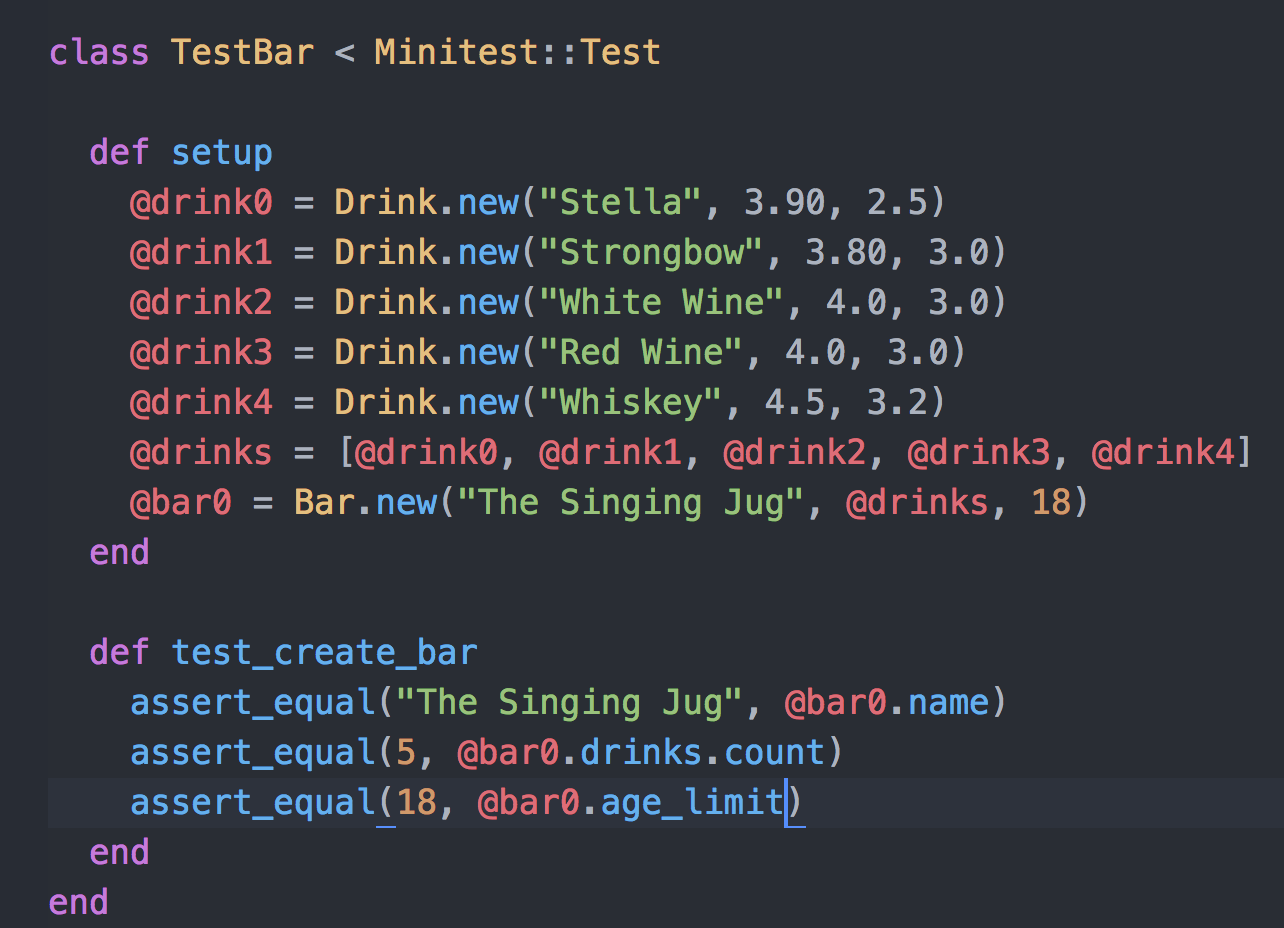 class TestBar < Minitest::Test
def setup
@drink0 = Drink.new("Stella", 3.90, 2.5)
@drink1 = Drink.new("Strongbow", 3.80, 3.0)
@drink2 = Drink.new("White Wine", 4.0, 3.0)
@drink3 = Drink.new("Red Wine", 4.0, 3.0)
@drink4 = Drink.new("Whiskey", 4.5, 3.2)
@drinks = [@drink0, @drink1, @drink2, @drink3, @drink4]
@bar0 = Bar.new("The Singing Jug", @drinks, 18)
end
def test_create_bar
assert_equal("The Singing Jug", @bar0.name)
assert_equal(5, @bar0.drinks.count)
assert_equal(18, @bar0.age_limit)
end
end